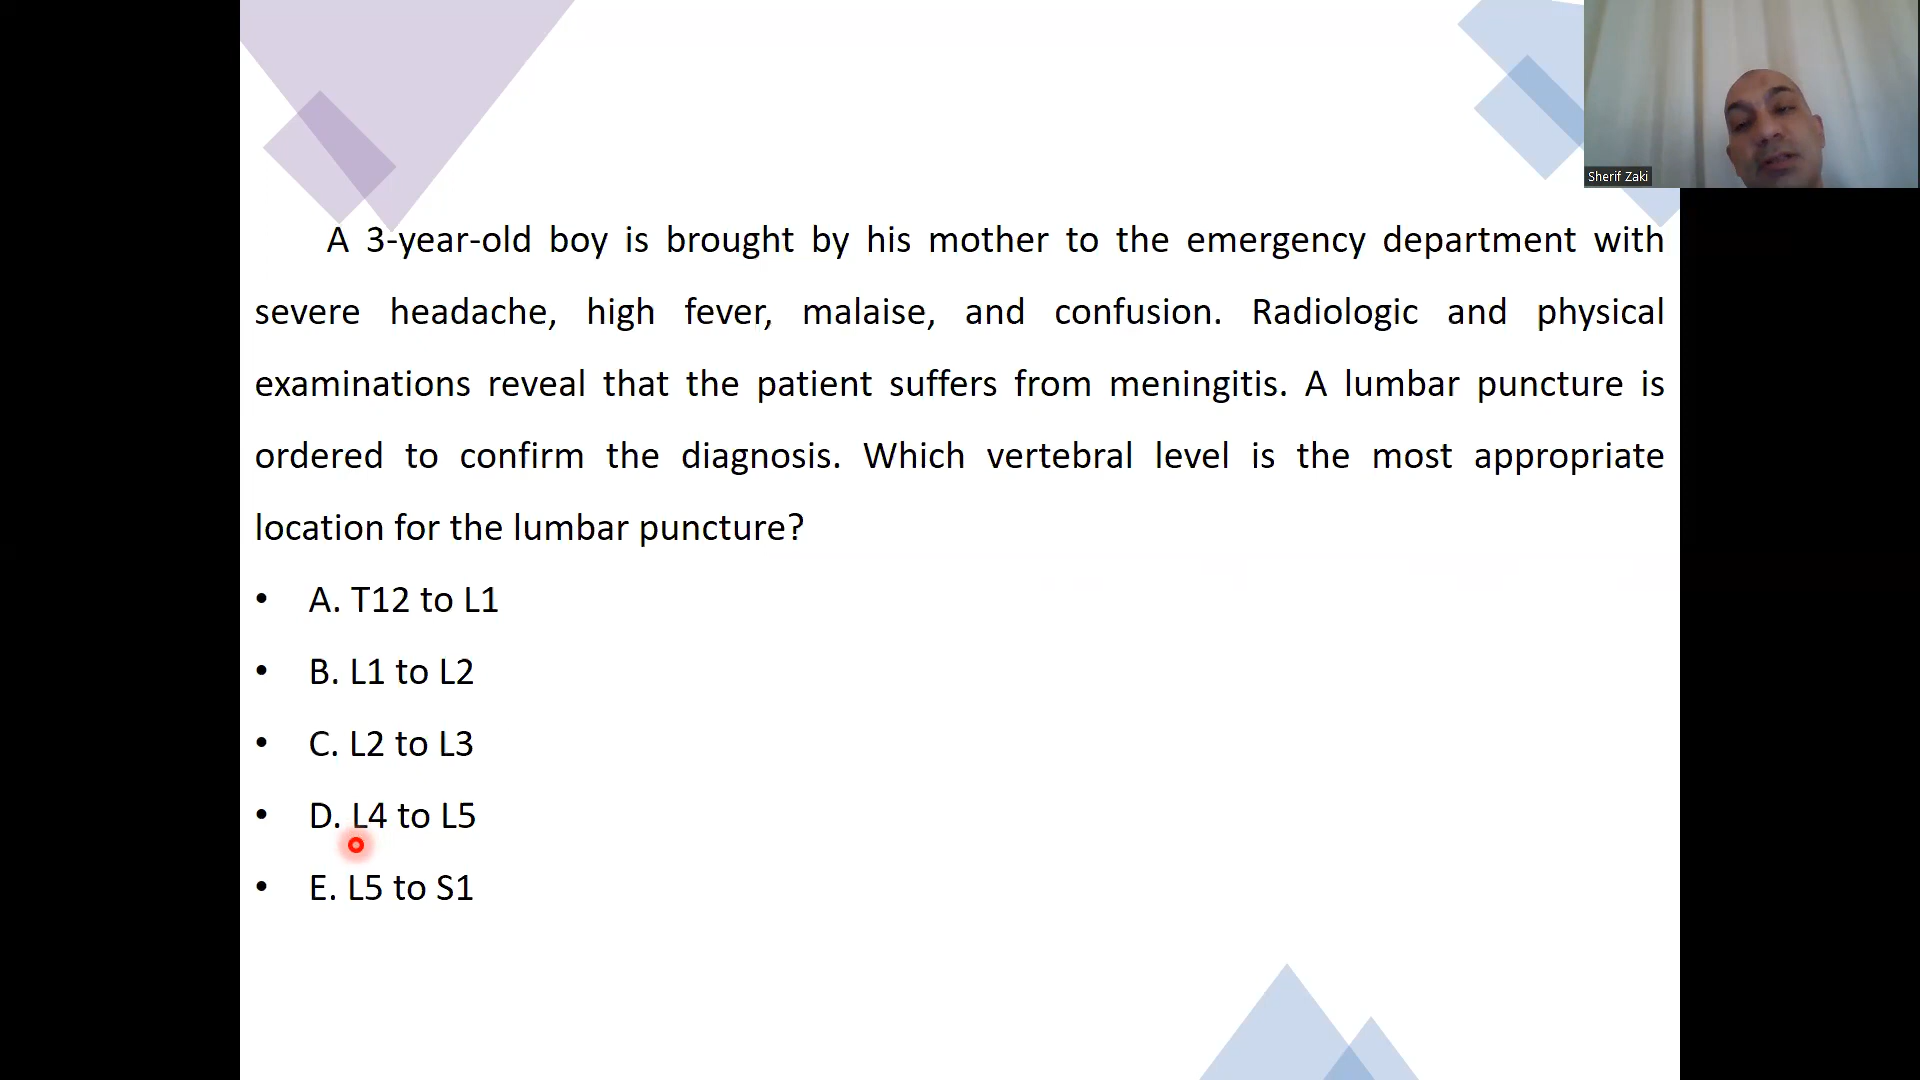 Sherif Zaki
A 3-year-old boy is brought by his mother to the emergency department with
severe headache, high fever, malaise, and confusion. Radiologic and physical
examinations reveal that the patient suffers from meningitis. A lumbar puncture is
ordered to confirm the diagnosis. Which vertebral level is the most appropriate
location for the lumbar puncture?
• A. T12 to L1
• B. L1 to L2
• C. L2 to L3
• D. L4 to L5
• E. L5 to S1